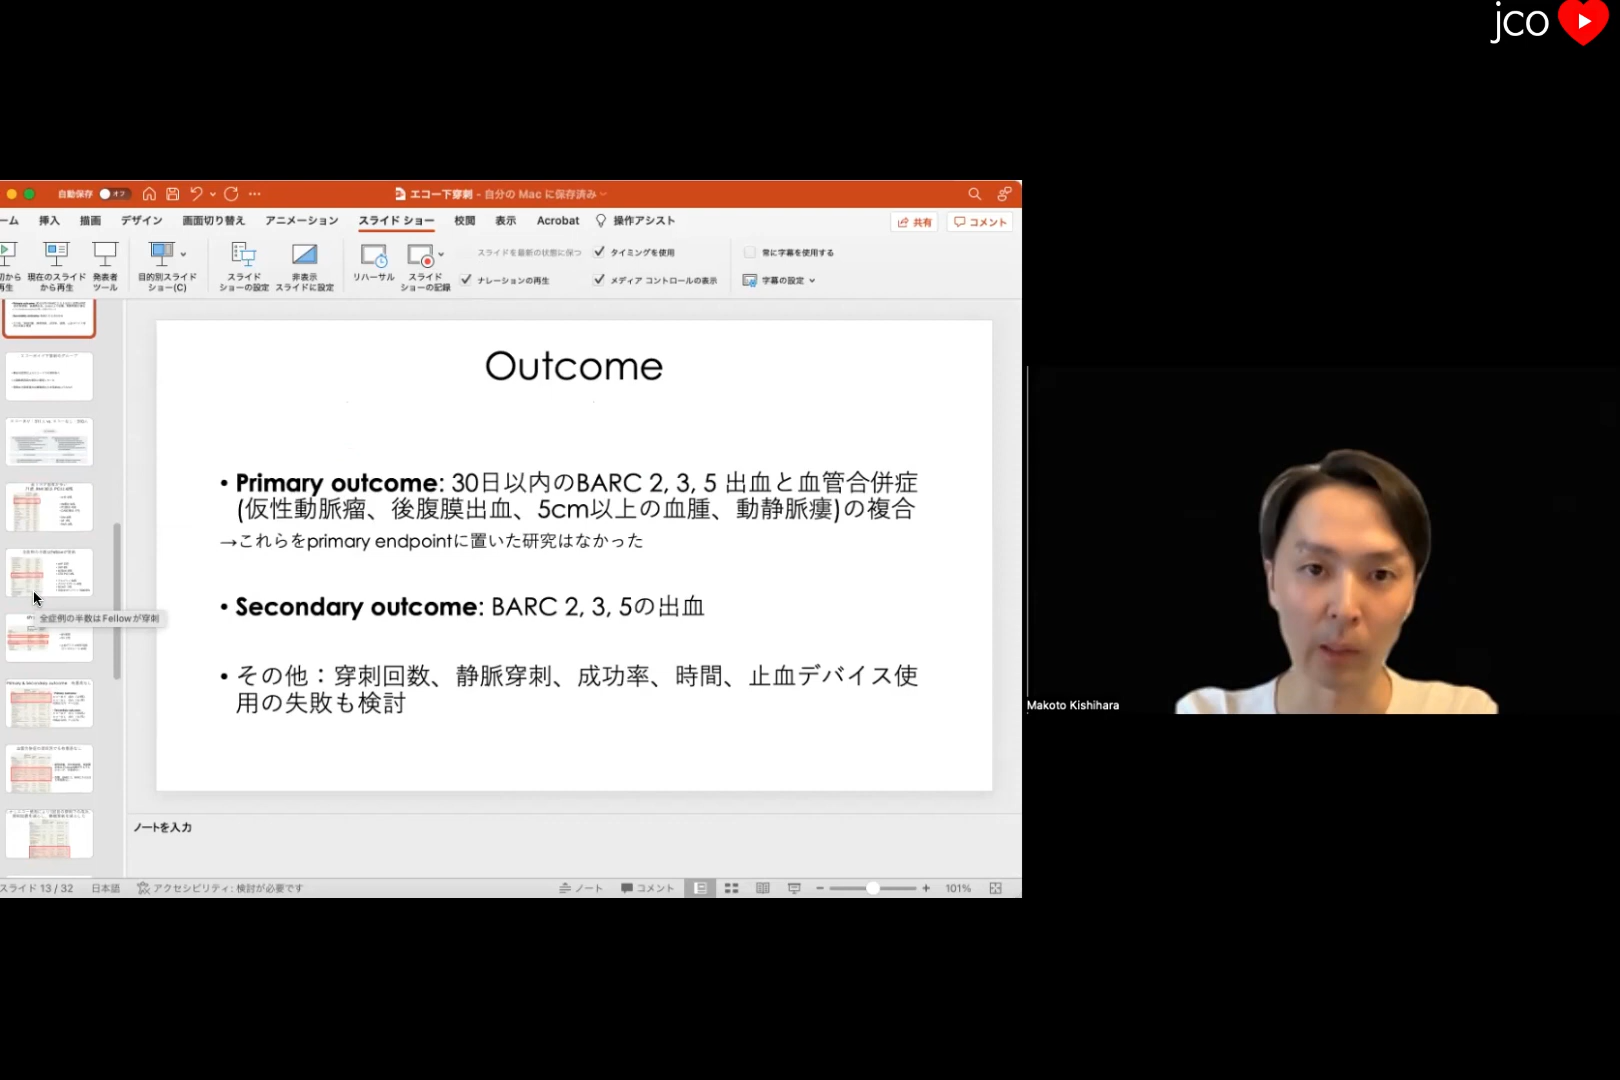 jco
自動保存 オフ
エコー下穿刺 - 自分の Mac に保存済み
ーム 挿入 描画 デザイン 画面切り替え アニメーション スライド ショー 校閲 表示 Acrobat 操作アシスト
共有 コメント
現在のスライドから再生
発表者ツール
目的別スライドショー(C)
スライドショーの設定
非表示スライドに設定
リハーサル
スライドショーの記録
スライドを最新の状態に保つ
タイミングを使用
ナレーションの再生
メディア コントロールの表示
常に字幕を使用する
字幕の設定
全症例の半数はFellowが穿刺
Outcome
• Primary outcome: 30日以内のBARC 2, 3, 5 出血と血管合併症
(仮性動脈瘤、後腹膜出血、5cm以上の血腫、動静脈瘻)の複合
→これらをprimary endpointに置いた研究はなかった
• Secondary outcome: BARC 2, 3, 5の出血
• その他：穿刺回数、静脈穿刺、成功率、時間、止血デバイス使
用の失敗も検討
ノートを入力
スライド 13 / 32 日本語 アクセシビリティ: 検討が必要です ノート コメント 101%
Makoto Kishihara